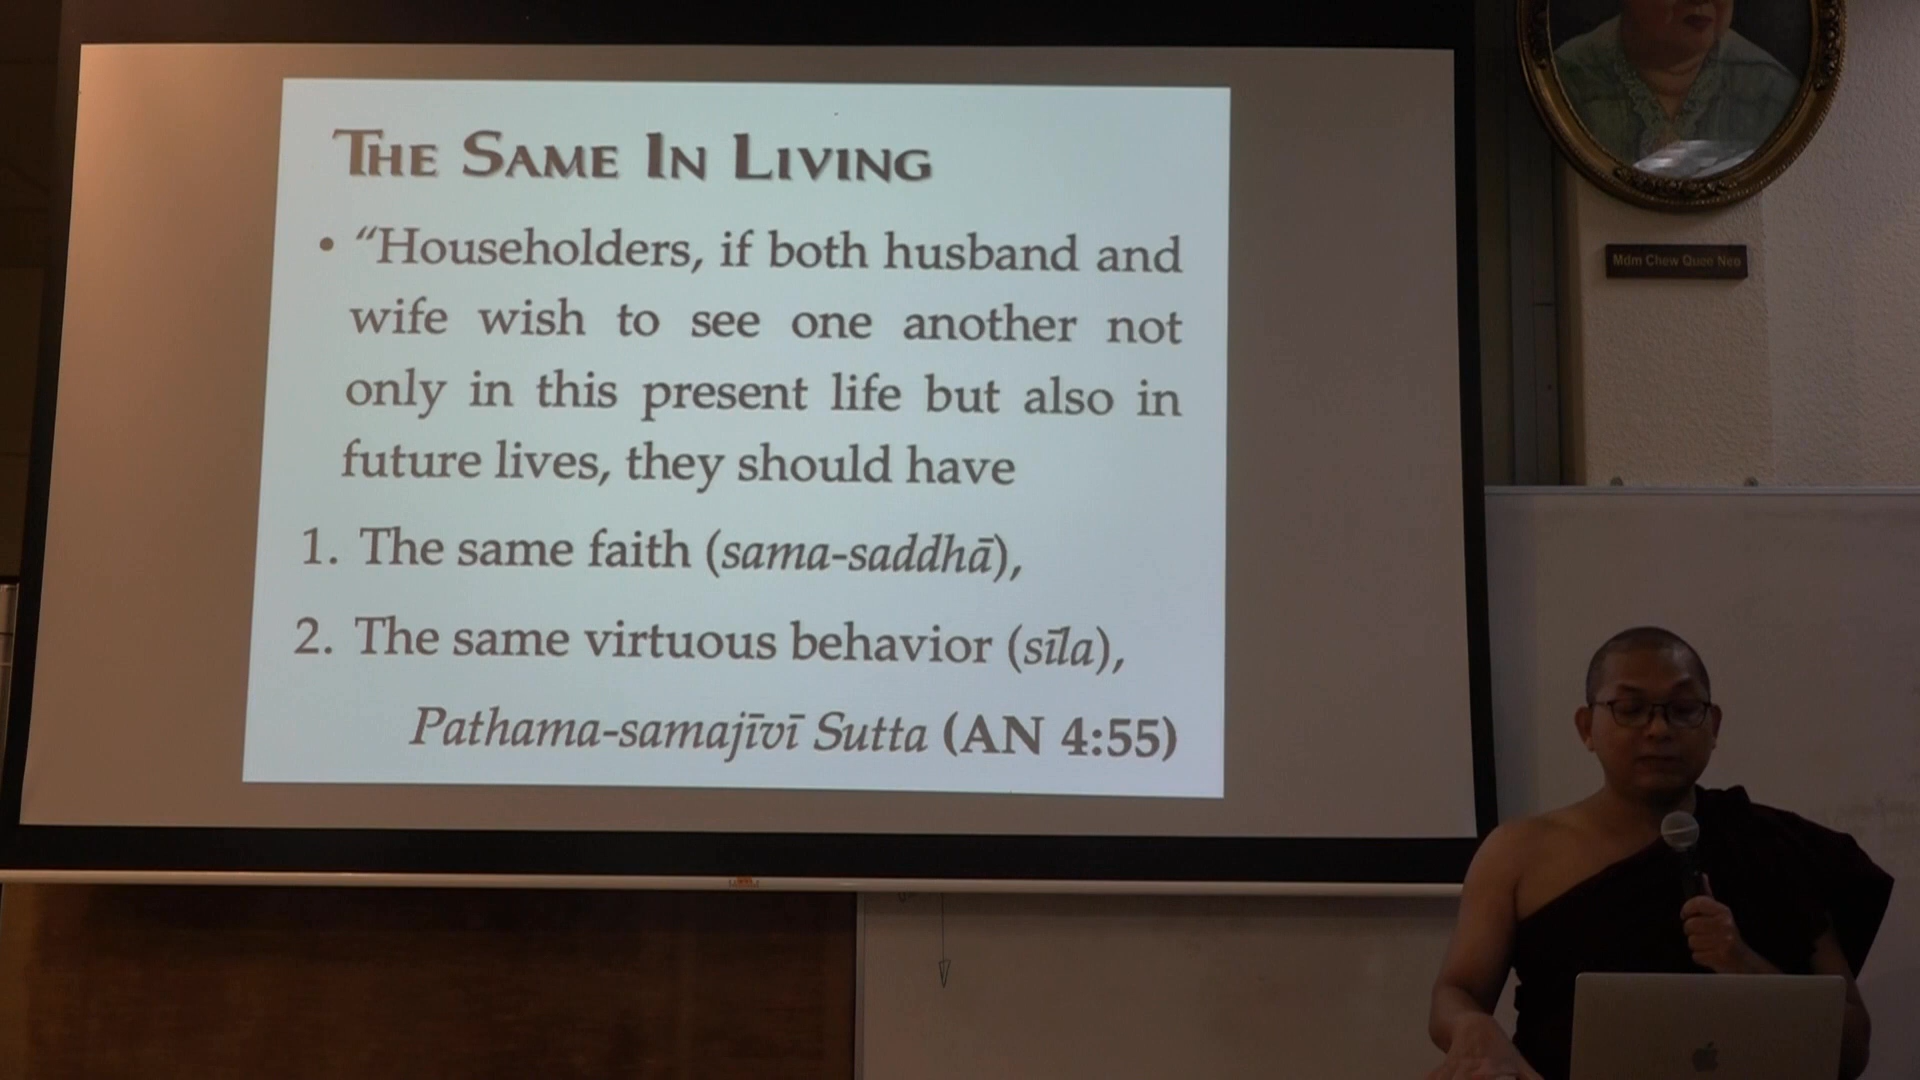 THE SAME IN LIVING
• “Householders, if both husband and
wife wish to see one another not
only in this present life but also in
future lives, they should have
1. The same faith (sama-saddhā),
2. The same virtuous behavior (sīla),
Pathama-samajīvī Sutta (AN 4:55)
Mdm Chew Quee Neo